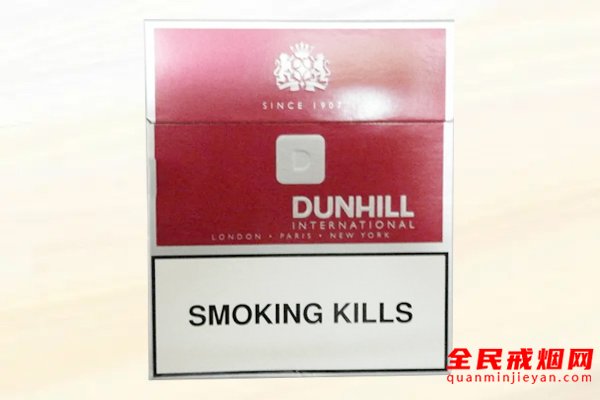 SINCE 1907
D
DUNHILL
INTERNATIONAL
LONDON • PARIS • NEW YORK
SMOKING KILLS
全民戒烟网
quanminjieyan.com